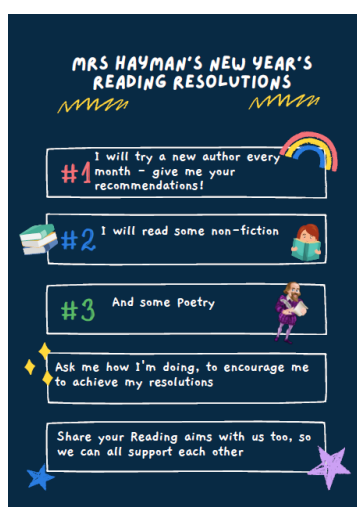 MRS HAYMAN'S NEW YEAR'S
READING RESOLUTIONS
#1
I will try a new author every
month - give me your
recommendations!
#2
I will read some non-fiction
#3
And some Poetry
Ask me how I'm doing, to encourage me
to achieve my resolutions
Share your Reading aims with us too, so
we can all support each other